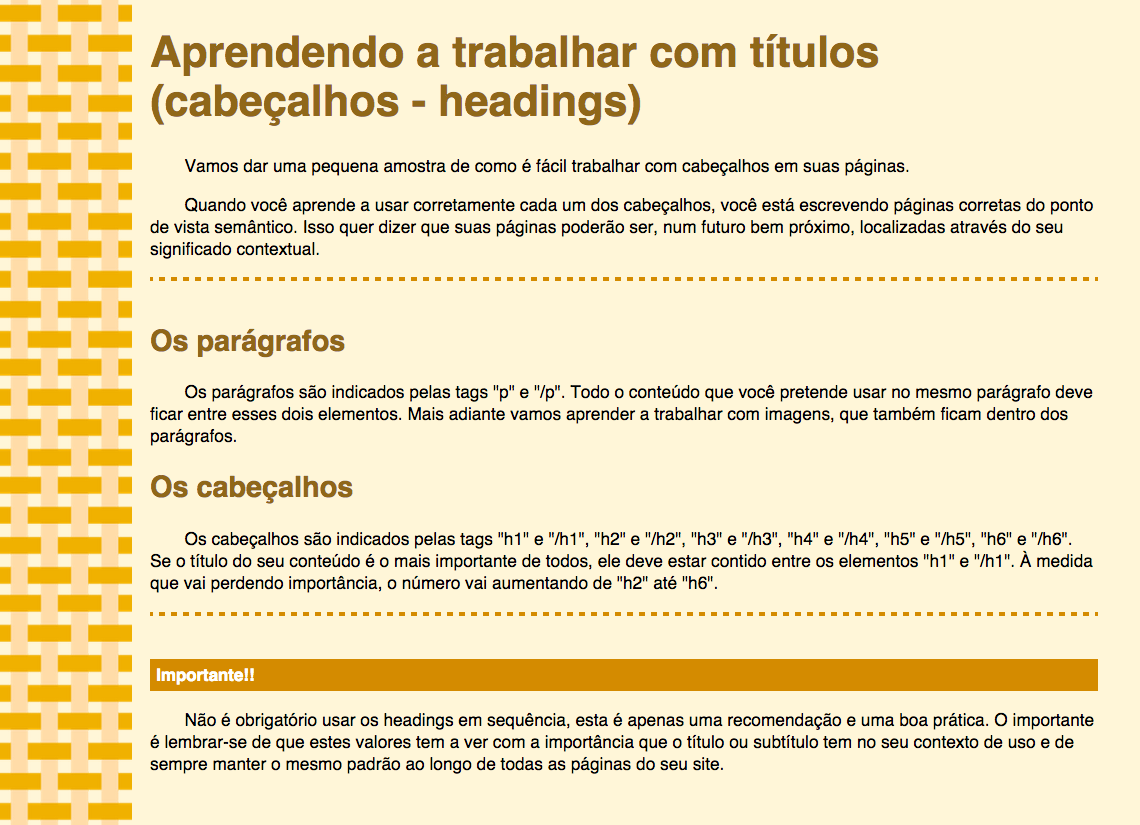 Aprendendo a trabalhar com títulos
(cabeçalhos - headings)
Vamos dar uma pequena amostra de como é fácil trabalhar com cabeçalhos em suas páginas.
Quando você aprende a usar corretamente cada um dos cabeçalhos, você está escrevendo páginas corretas do ponto
de vista semântico. Isso quer dizer que suas páginas poderão ser, num futuro bem próximo, localizadas através do seu
significado contextual.
Os parágrafos
Os parágrafos são indicados pelas tags "p" e "/p". Todo o conteúdo que você pretende usar no mesmo parágrafo deve
ficar entre esses dois elementos. Mais adiante vamos aprender a trabalhar com imagens, que também ficam dentro dos
parágrafos.
Os cabeçalhos
Os cabeçalhos são indicados pelas tags "h1" e "/h1", "h2" e "/h2", "h3" e "/h3", "h4" e "/h4", "h5" e "/h5", "h6" e "/h6".
Se o título do seu conteúdo é o mais importante de todos, ele deve estar contido entre os elementos "h1" e "/h1". À medida
que vai perdendo importância, o número vai aumentando de "h2" até "h6".
Importante!!
Não é obrigatório usar os headings em sequência, esta é apenas uma recomendação e uma boa prática. O importante
é lembrar-se de que estes valores tem a ver com a importância que o título ou subtítulo tem no seu contexto de uso e de
sempre manter o mesmo padrão ao longo de todas as páginas do seu site.